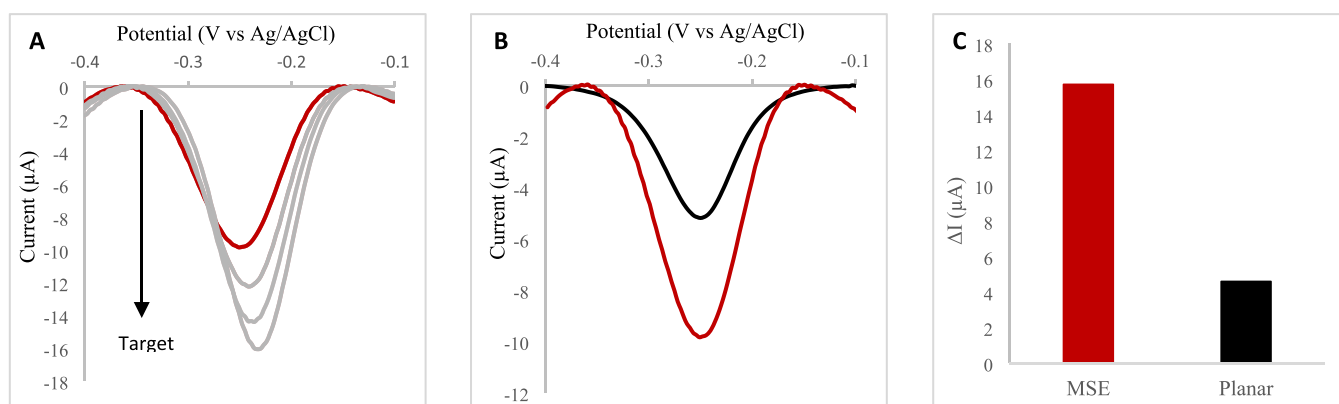 A
Potential (V vs Ag/AgCl)
-0.4 -0.3 -0.2 -0.1
0
-2
-4
-6
-8
-10
-12
-14
-16
-18
Current (µA)
Target
B
Potential (V vs Ag/AgCl)
-0.4 -0.3 -0.2 -0.1
0
-2
-4
-6
-8
-10
-12
Current (µA)
C
18
16
14
12
10
8
6
4
2
0
ΔI (µA)
MSE Planar